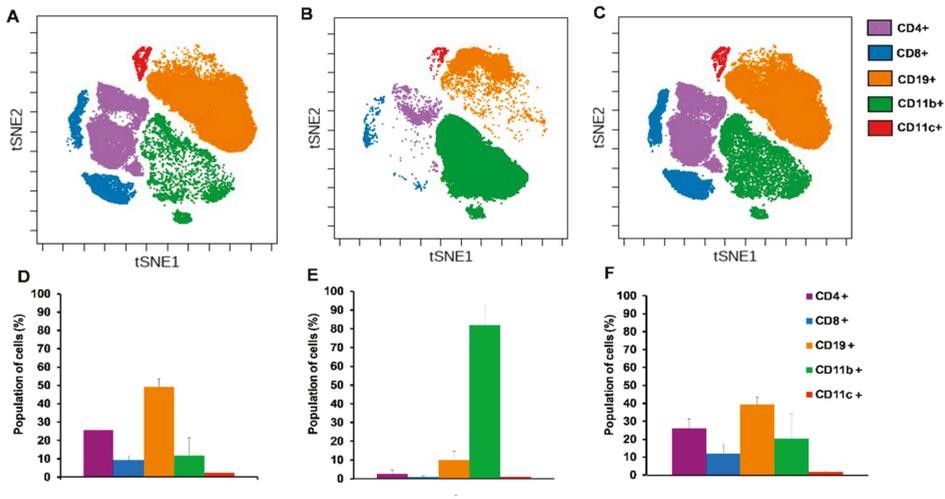 A
B
C
tSNE2
tSNE1
tSNE2
tSNE1
tSNE2
tSNE1
CD4+
CD8+
CD19+
CD11b+
CD11c+
D
Population of cells (%)
100
90
80
70
60
50
40
30
20
10
0
E
Population of cells (%)
100
90
80
70
60
50
40
30
20
10
0
F
Population of cells (%)
100
90
80
70
60
50
40
30
20
10
0
CD4 +
CD8 +
CD19 +
CD11b +
CD11c +